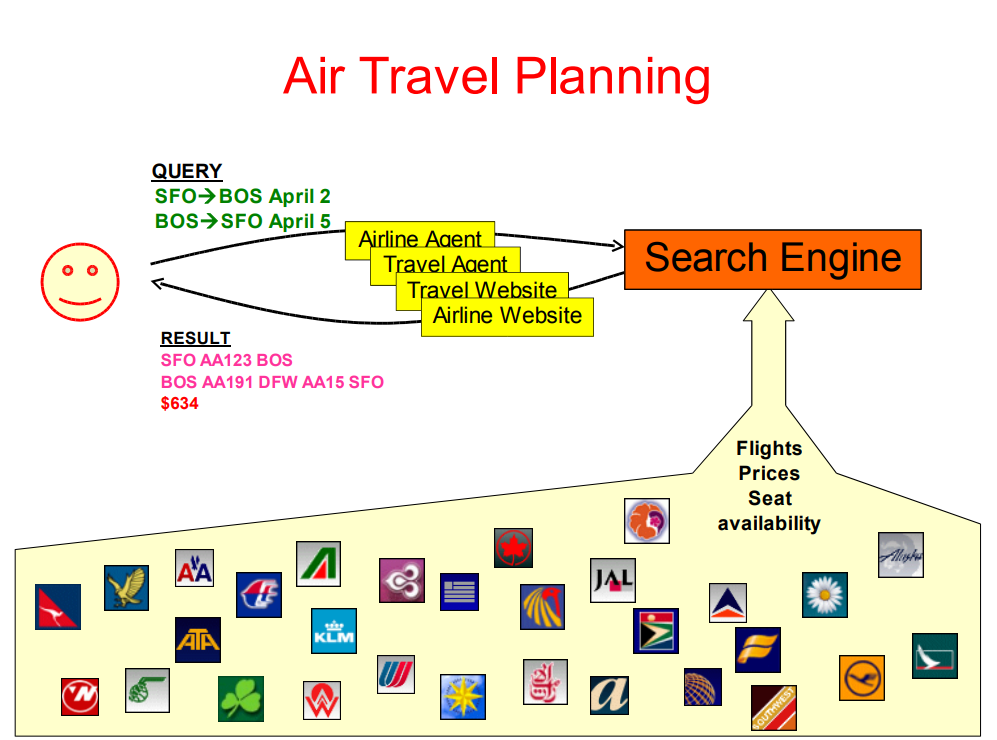 Air Travel Planning
QUERY
SFO→BOS April 2
BOS→SFO April 5
Airline Agent
Travel Agent
Travel Website
Airline Website
Search Engine
RESULT
SFO AA123 BOS
BOS AA191 DFW AA15 SFO
$634
Flights
Prices
Seat
availability
AA
JAL
Alaska
ATA
KLM
a
SOUTHWEST